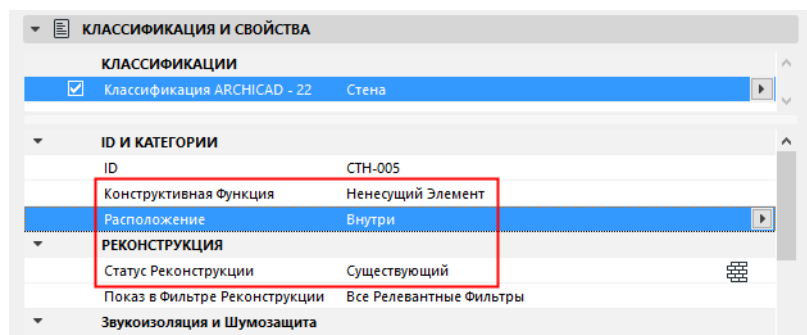 КЛАССИФИКАЦИЯ И СВОЙСТВА
КЛАССИФИКАЦИИ
Классификация ARCHICAD - 22 Стена
ID И КАТЕГОРИИ
ID СТН-005
Конструктивная Функция Ненесущий Элемент
Расположение Внутри
РЕКОНСТРУКЦИЯ
Статус Реконструкции Существующий
Показ в Фильтре Реконструкции Все Релевантные Фильтры
Звукоизоляция и Шумозащита